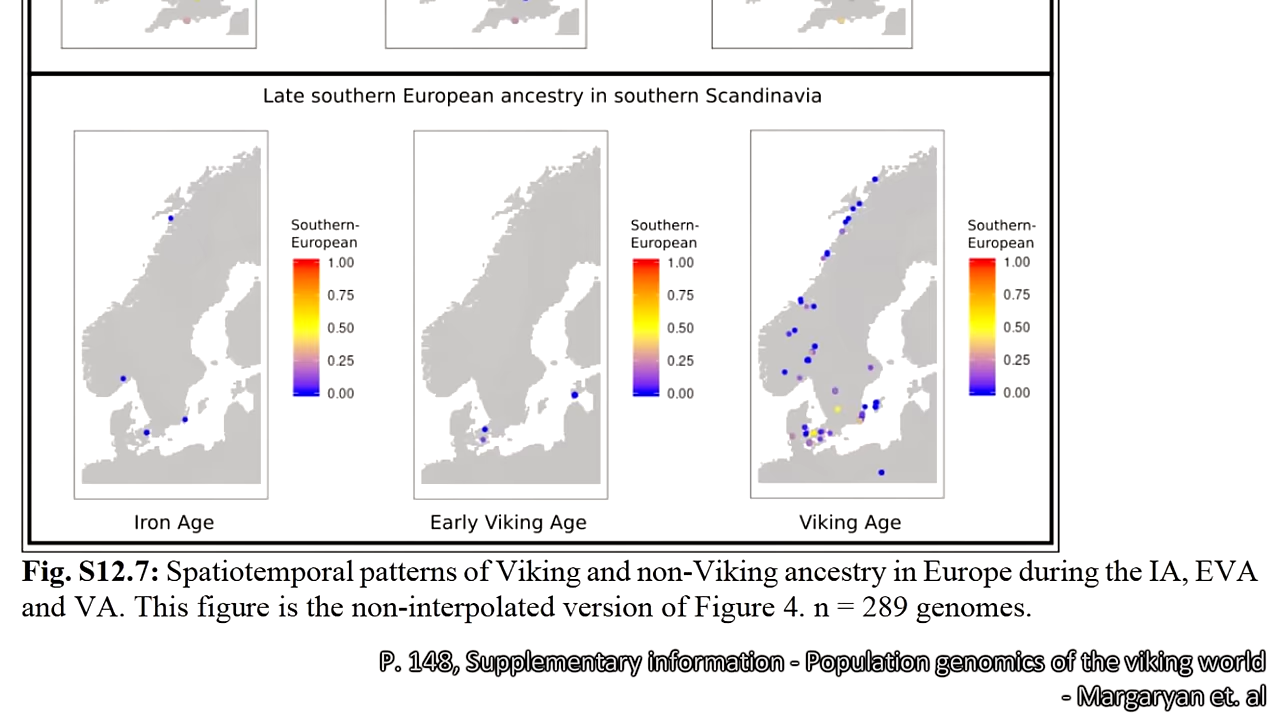 Late southern European ancestry in southern Scandinavia
Southern-
European
1.00
0.75
0.50
0.25
0.00
Southern-
European
1.00
0.75
0.50
0.25
0.00
Southern-
European
1.00
0.75
0.50
0.25
0.00
Iron Age
Early Viking Age
Viking Age
Fig. S12.7: Spatiotemporal patterns of Viking and non-Viking ancestry in Europe during the IA, EVA
and VA. This figure is the non-interpolated version of Figure 4. n = 289 genomes.
P. 148, Supplementary information - Population genomics of the viking world
- Margaryan et. al